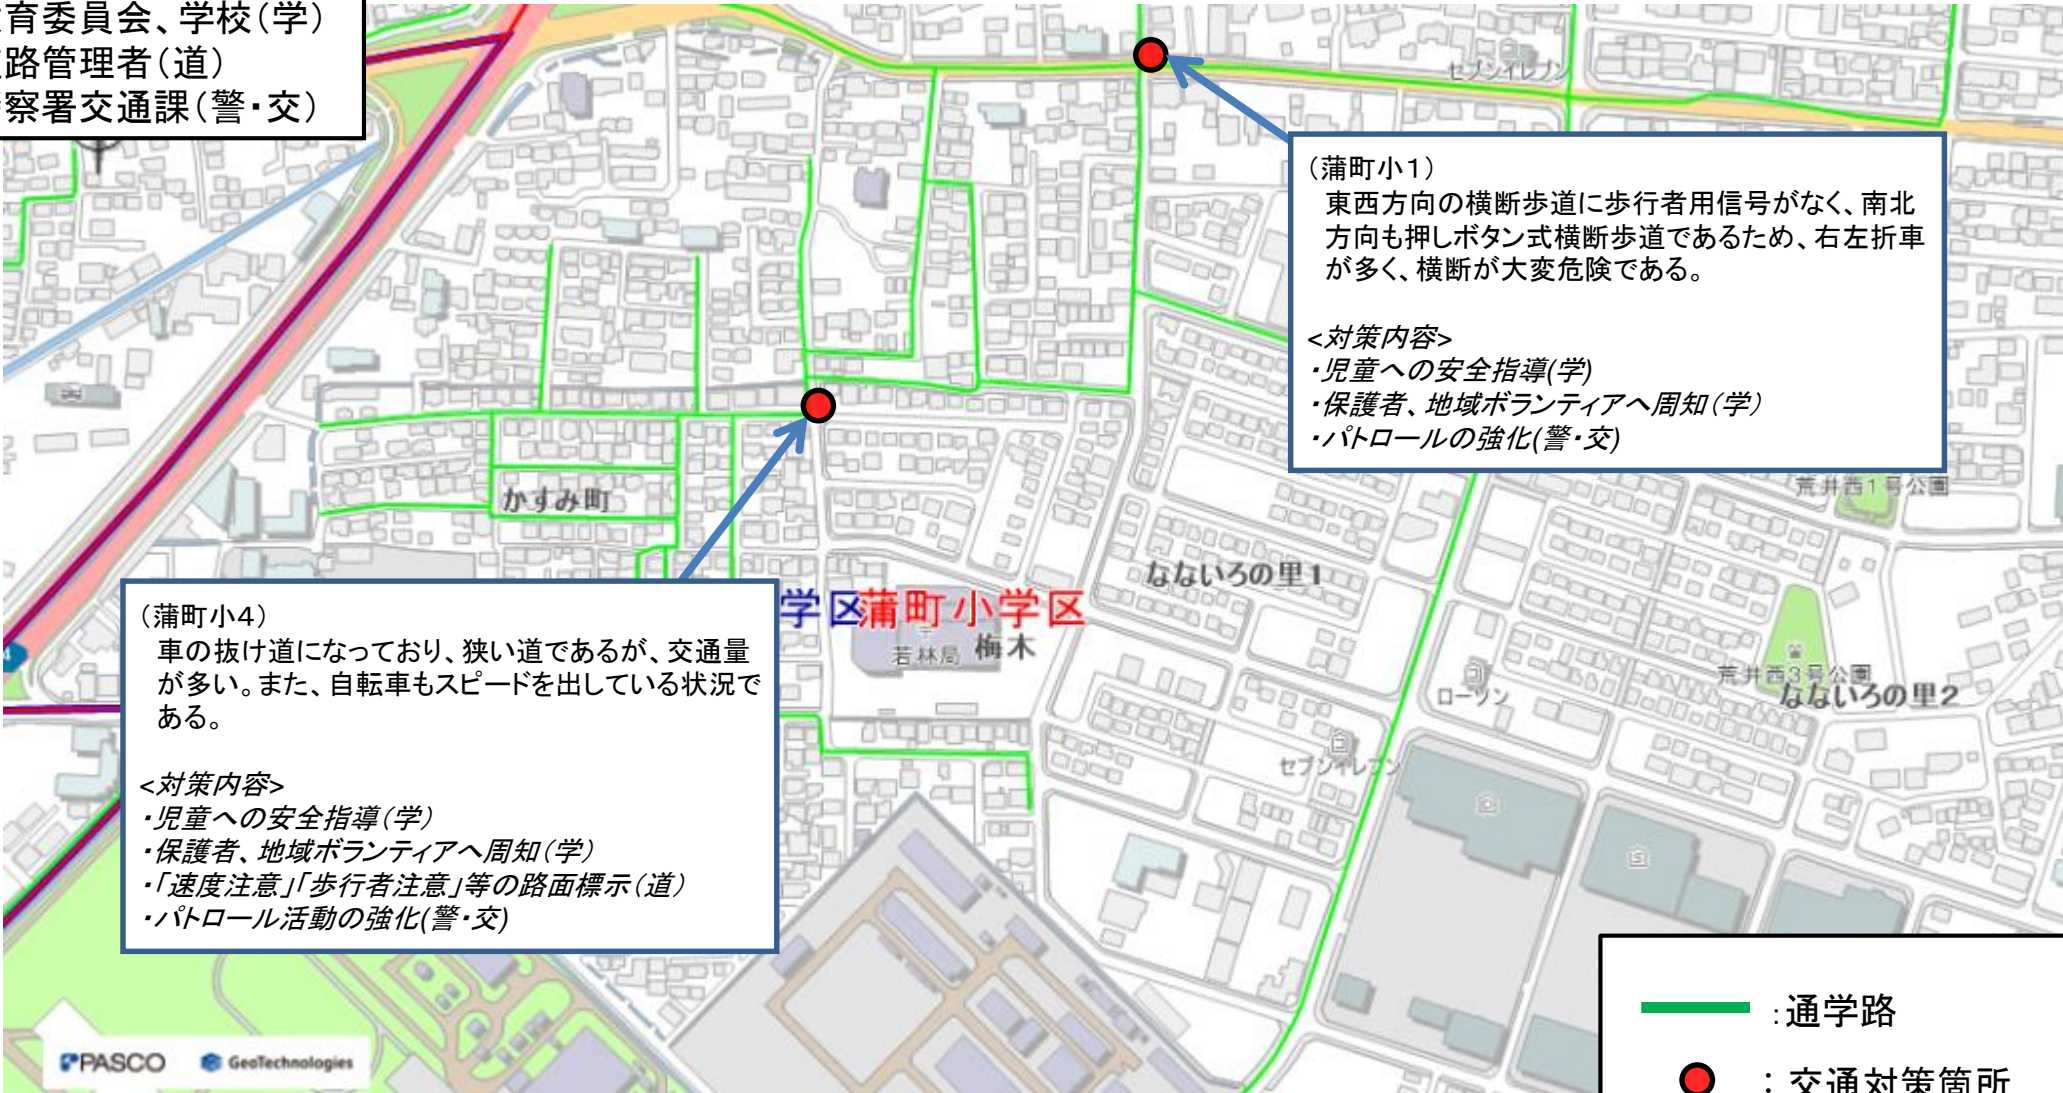 育委員会、学校（学）
路管理者（道）
察署交通課（警・交）
セブンイレブン
（蒲町小１）
東西方向の横断歩道に歩行者用信号がなく、南北
方向も押しボタン式横断歩道であるため、右左折車
が多く、横断が大変危険である。
<対策内容>
・児童への安全指導(学)
・保護者、地域ボランティアへ周知（学）
・パトロールの強化(警・交)
荒井西1号公園
かすみ町
なないろの里1
学区
蒲町小学区
若林局
梅木
荒井西3号公園
なないろの里2
ローソン
セブンイレブン
（蒲町小４）
車の抜け道になっており、狭い道であるが、交通量
が多い。また、自転車もスピードを出している状況で
ある。
<対策内容>
・児童への安全指導（学）
・保護者、地域ボランティアへ周知（学）
・「速度注意」「歩行者注意」等の路面標示（道）
・パトロール活動の強化(警・交)
PASCO
GeoTechnologies
：通学路
：交通対策箇所